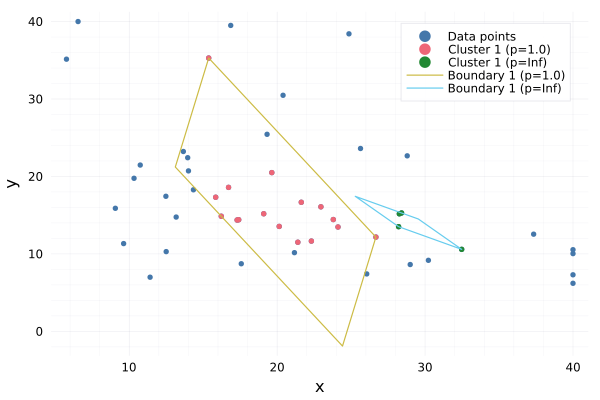 40
30
20
10
0
y
10
20
30
40
x
Data points
Cluster 1 (p=1.0)
Cluster 1 (p=Inf)
Boundary 1 (p=1.0)
Boundary 1 (p=Inf)